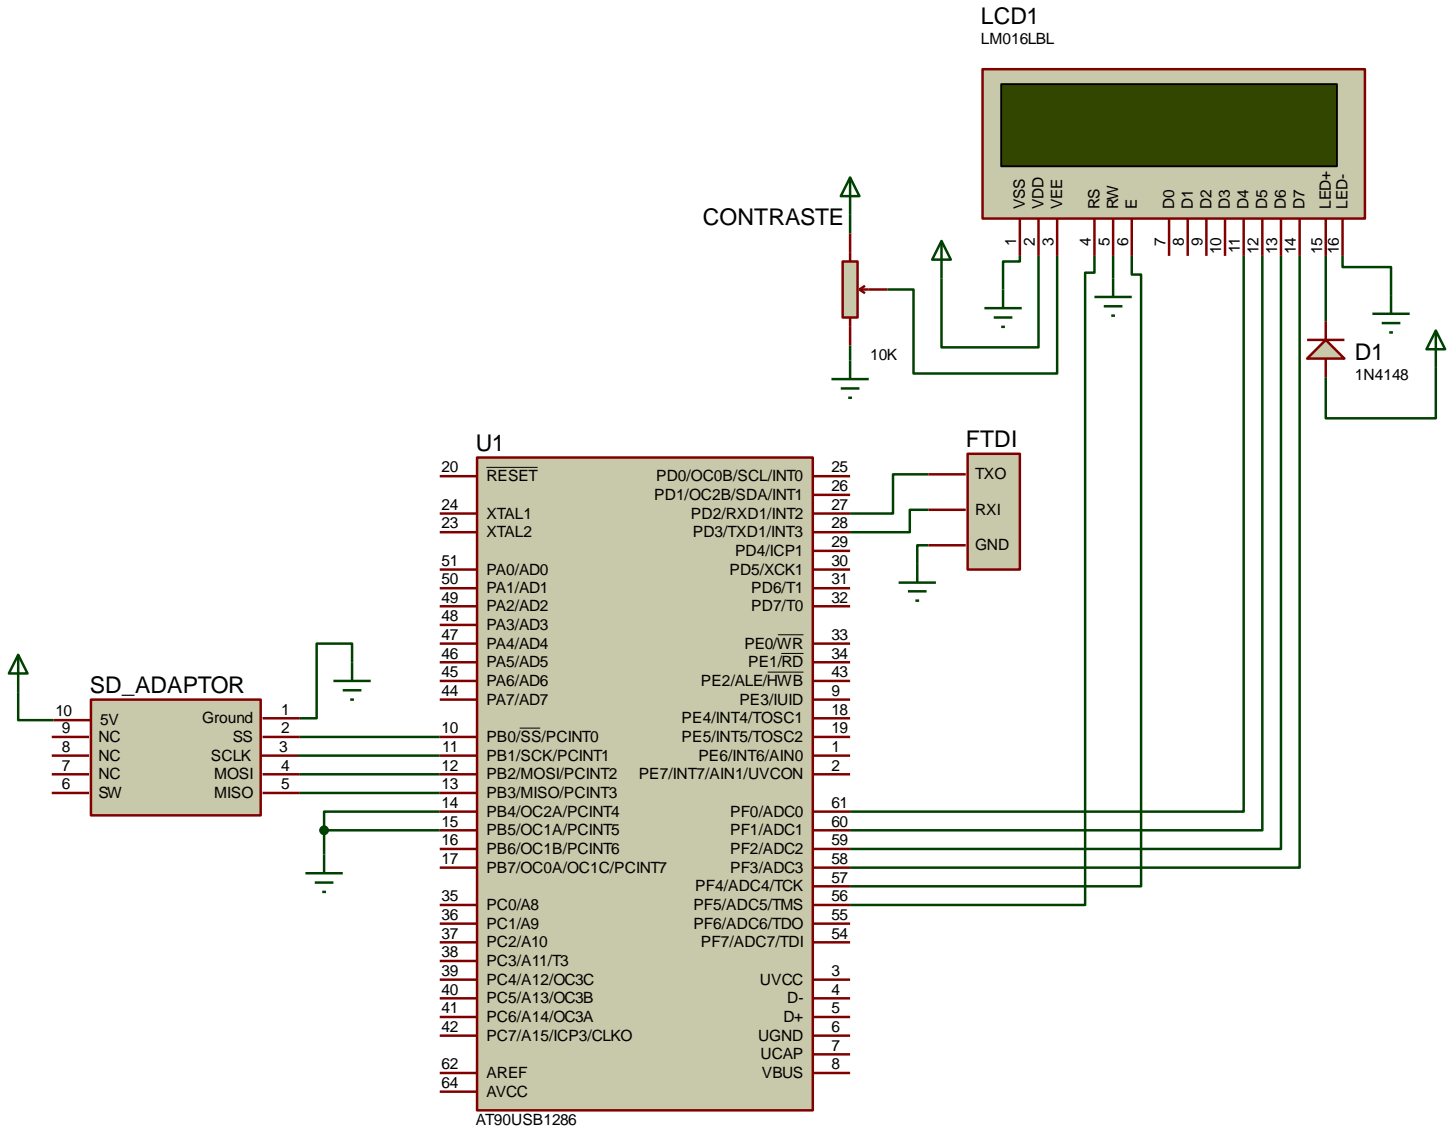 LCD1
LM016LBL
VSS
VDD
VEE
RS
RW
E
D0
D1
D2
D3
D4
D5
D6
D7
LED+
LED-
1
2
3
4
5
6
7
8
9
10
11
12
13
14
15
16
CONTRASTE
10K
D1
1N4148
FTDI
TXO
RXI
GND
U1
20 RESET
24 XTAL1
23 XTAL2
51 PA0/AD0
50 PA1/AD1
49 PA2/AD2
48 PA3/AD3
47 PA4/AD4
46 PA5/AD5
45 PA6/AD6
44 PA7/AD7
10 PB0/SS/PCINT0
11 PB1/SCK/PCINT1
12 PB2/MOSI/PCINT2
13 PB3/MISO/PCINT3
14 PB4/OC2A/PCINT4
15 PB5/OC1A/PCINT5
16 PB6/OC1B/PCINT6
17 PB7/OC0A/OC1C/PCINT7
35 PC0/A8
36 PC1/A9
37 PC2/A10
38 PC3/A11/T3
39 PC4/A12/OC3C
40 PC5/A13/OC3B
41 PC6/A14/OC3A
42 PC7/A15/ICP3/CLKO
62 AREF
64 AVCC
PD0/OC0B/SCL/INT0 25
PD1/OC2B/SDA/INT1 26
PD2/RXD1/INT2 27
PD3/TXD1/INT3 28
PD4/ICP1 29
PD5/XCK1 30
PD6/T1 31
PD7/T0 32
PE0/WR 33
PE1/RD 34
PE2/ALE/HWB 43
PE3/IUID 9
PE4/INT4/TOSC1 18
PE5/INT5/TOSC2 19
PE6/INT6/AIN0 1
PE7/INT7/AIN1/UVCON 2
PF0/ADC0 61
PF1/ADC1 60
PF2/ADC2 59
PF3/ADC3 58
PF4/ADC4/TCK 57
PF5/ADC5/TMS 56
PF6/ADC6/TDO 55
PF7/ADC7/TDI 54
UVCC 3
D- 4
D+ 5
UGND 6
UCAP 7
VBUS 8
AT90USB1286
SD_ADAPTOR
10 5V
9 NC
8 NC
7 NC
6 SW
Ground 1
SS 2
SCLK 3
MOSI 4
MISO 5